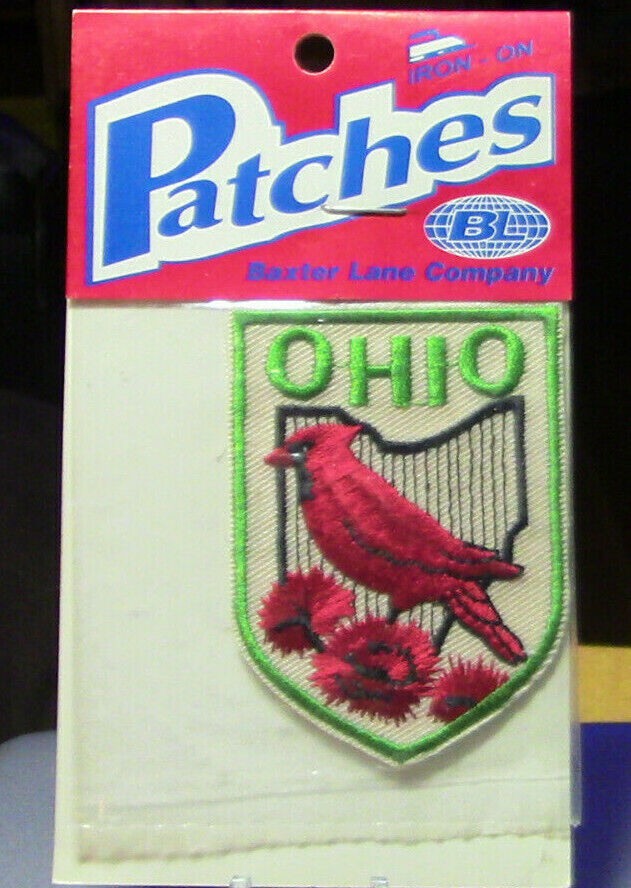 IRON-ON
Patches
BL
Baxter Lane Company
OHIO